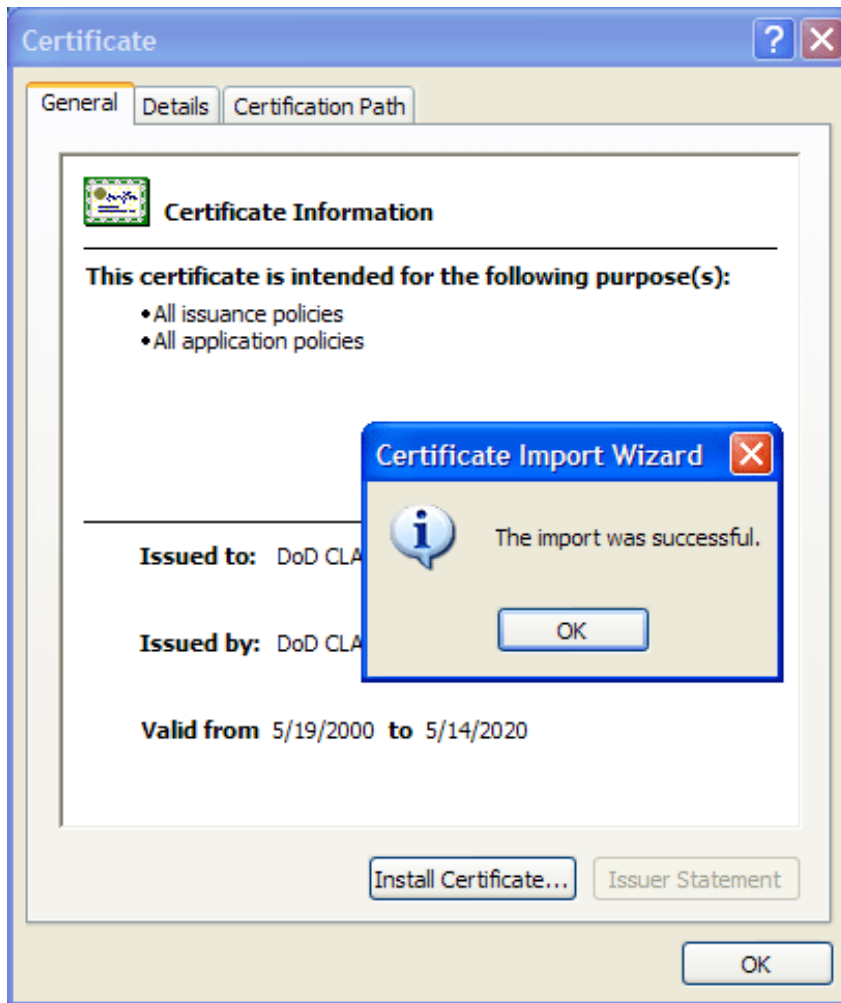 Certificate
General Details Certification Path
Certificate Information
This certificate is intended for the following purpose(s):
•All issuance policies
•All application policies
Certificate Import Wizard
The import was successful.
OK
Issued to: DoD CLA
Issued by: DoD CLA
Valid from 5/19/2000 to 5/14/2020
Install Certificate... Issuer Statement
OK